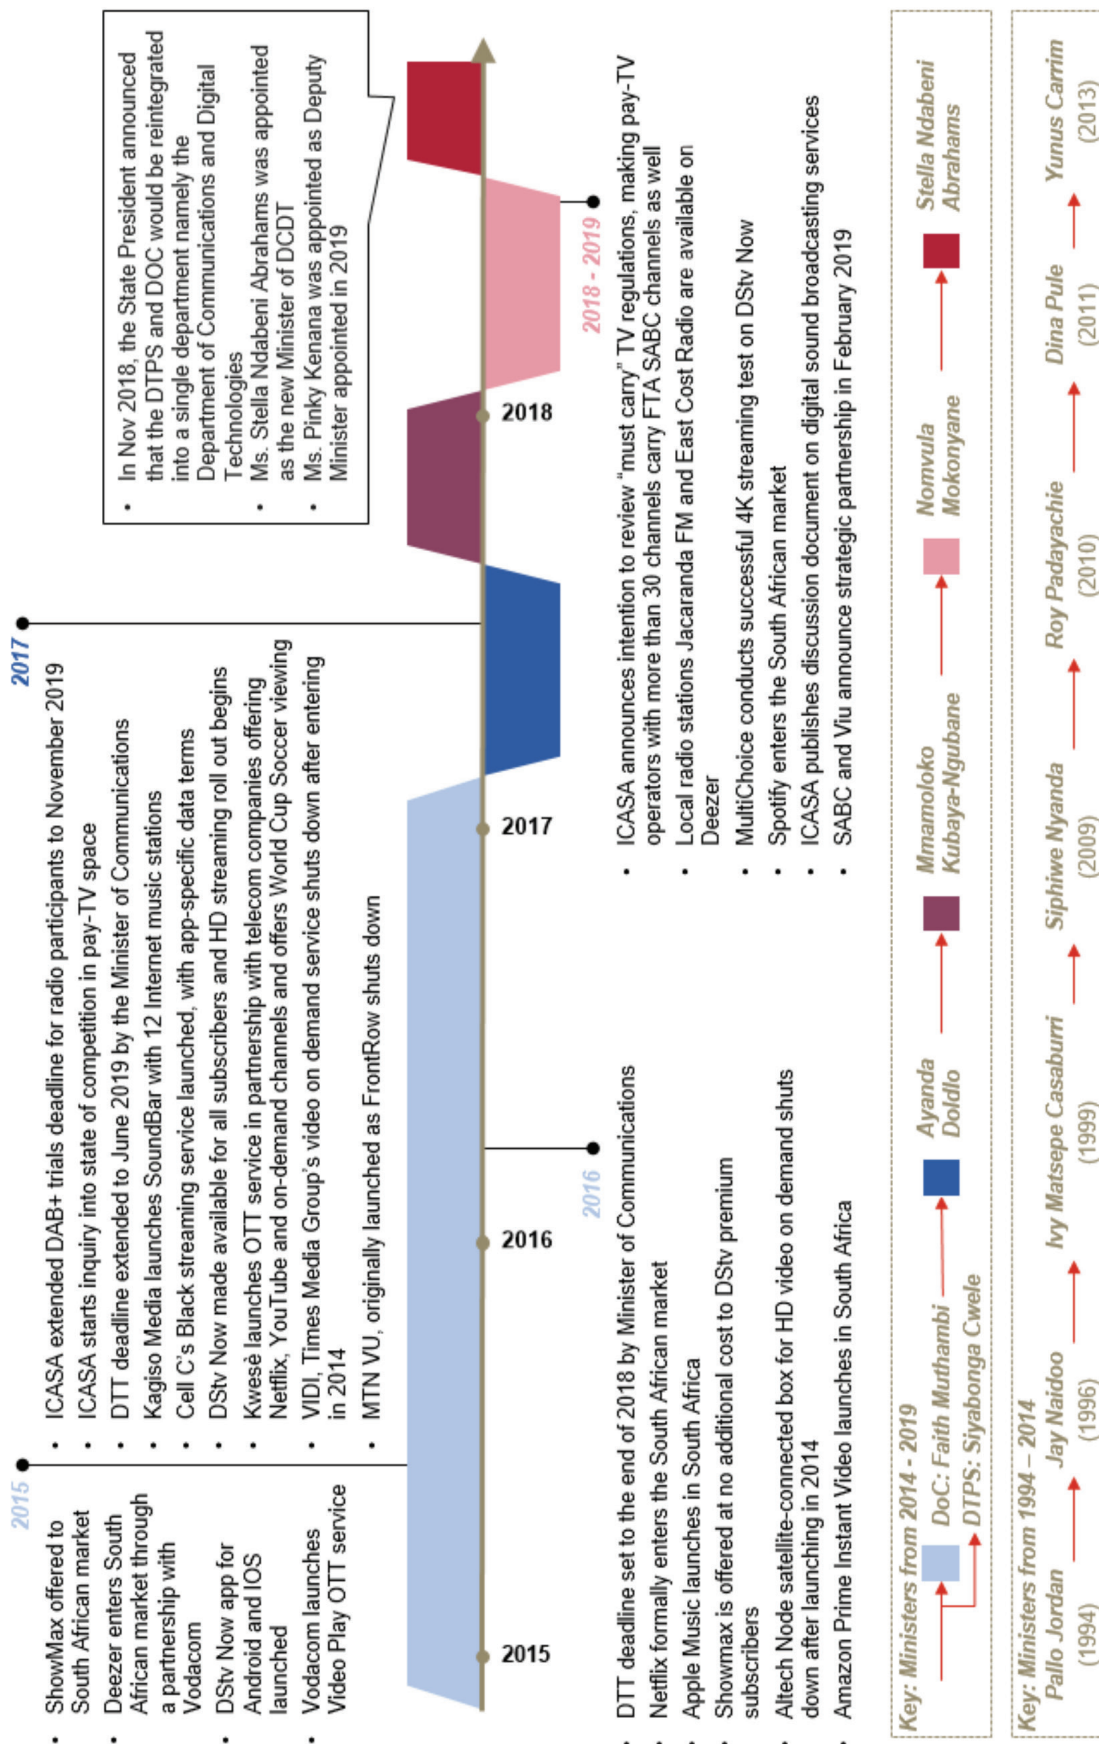 2015
• ShowMax offered to
South African market
• Deezer enters South
African market through
a partnership with
Vodacom
• DStv Now app for
Android and IOS
launched
• Vodacom launches
Video Play OTT service
2017
• ICASA extended DAB+ trials deadline for radio participants to November 2019
• ICASA starts inquiry into state of competition in pay-TV space
• DTT deadline extended to June 2019 by the Minister of Communications
• Kagiso Media launches SoundBar with 12 Internet music stations
• Cell C's Black streaming service launched, with app-specific data terms
• DStv Now made available for all subscribers and HD streaming roll out begins
• Kwesè launches OTT service in partnership with telecom companies offering
Netflix, YouTube and on-demand channels and offers World Cup Soccer viewing
• VIDI, Times Media Group's video on demand service shuts down after entering
in 2014
• MTN VU, originally launched as FrontRow shuts down
• In Nov 2018, the State President announced
that the DTPS and DOC would be reintegrated
into a single department namely the
Department of Communications and Digital
Technologies
• Ms. Stella Ndabeni Abrahams was appointed
as the new Minister of DCDT
• Ms. Pinky Kenana was appointed as Deputy
Minister appointed in 2019
2015
2016
2017
2018
2016
• DTT deadline set to the end of 2018 by Minister of Communications
• Netflix formally enters the South African market
• Apple Music launches in South Africa
• Showmax is offered at no additional cost to DStv premium
subscribers
• Altech Node satellite-connected box for HD video on demand shuts
down after launching in 2014
• Amazon Prime Instant Video launches in South Africa
2018 - 2019
• ICASA announces intention to review “must carry” TV regulations, making pay-TV
operators with more than 30 channels carry FTA SABC channels as well
• Local radio stations Jacaranda FM and East Cost Radio are available on
Deezer
• MultiChoice conducts successful 4K streaming test on DStv Now
• Spotify enters the South African market
• ICASA publishes discussion document on digital sound broadcasting services
• SABC and Viu announce strategic partnership in February 2019
Key: Ministers from 2014 - 2019
DoC: Faith Muthambi
DTPS: Siyabonga Cwele
Ayanda
Doldlo
Mmamoloko
Kubaya-Ngubane
Nomvula
Mokonyane
Stella Ndabeni
Abrahams
Key: Ministers from 1994 – 2014
Pallo Jordan
(1994)
Jay Naidoo
(1996)
Ivy Matsepe Casaburri
(1999)
Siphiwe Nyanda
(2009)
Roy Padayachie
(2010)
Dina Pule
(2011)
Yunus Carrim
(2013)